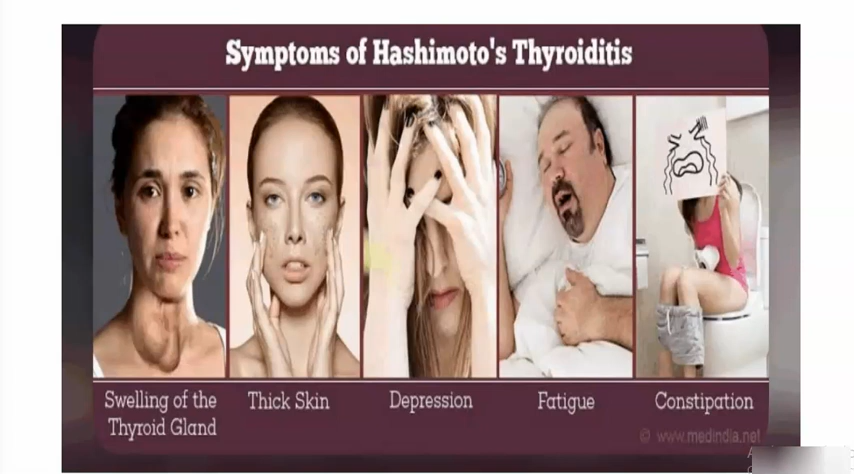 Symptoms of Hashimoto's Thyroiditis
Swelling of the
Thyroid Gland
Thick Skin
Depression
Fatigue
Constipation
© www.medindia.net